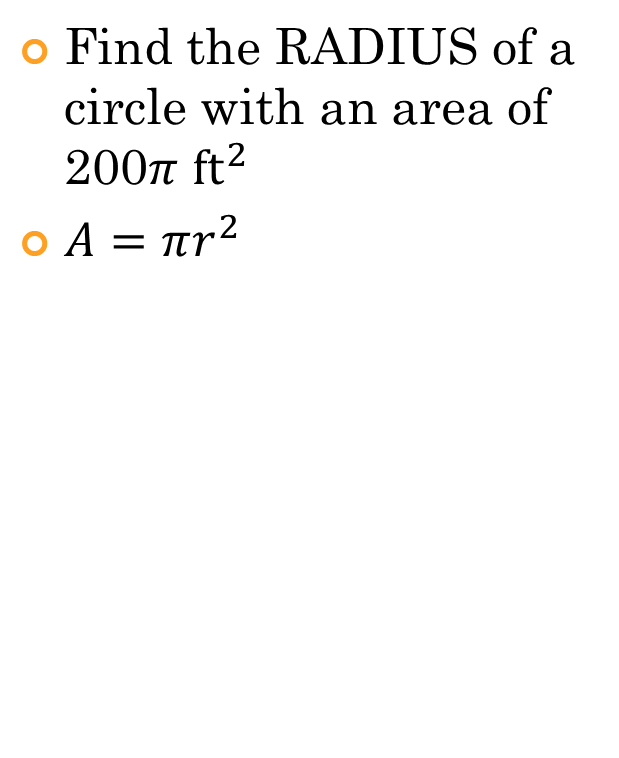 Find the RADIUS of a
circle with an area of
200𝜋 ft²
𝐴 = 𝜋𝑟²